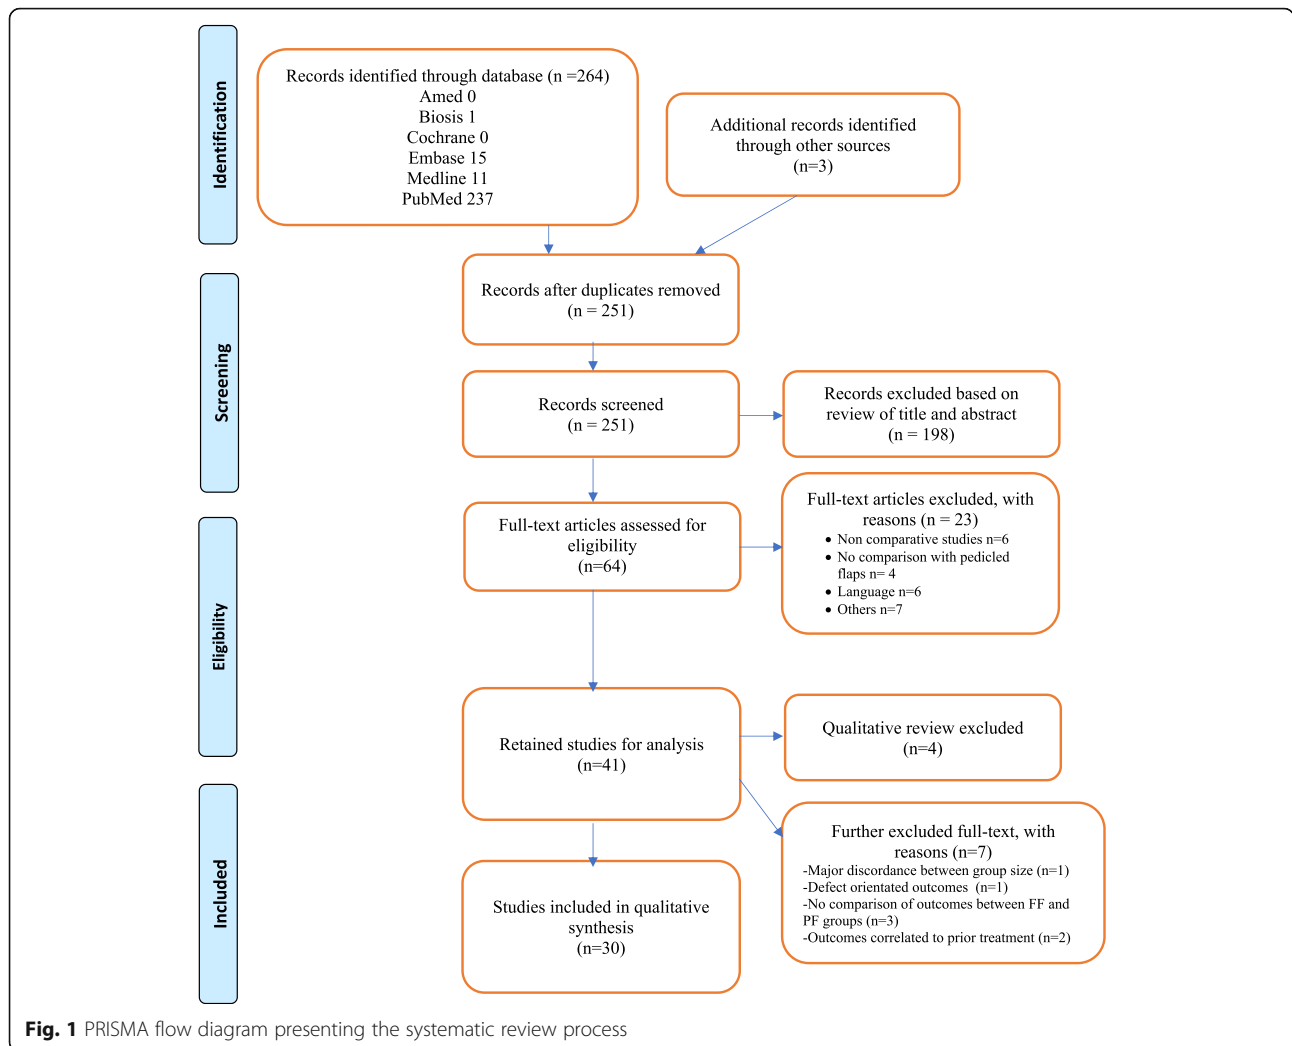 Identification
Records identified through database (n =264)
Amed 0
Biosis 1
Cochrane 0
Embase 15
Medline 11
PubMed 237
Additional records identified
through other sources
(n=3)
Screening
Records after duplicates removed
(n = 251)
Records screened
(n = 251)
Records excluded based on
review of title and abstract
(n = 198)
Eligibility
Full-text articles assessed for
eligibility
(n=64)
Full-text articles excluded, with
reasons (n = 23)
• Non comparative studies n=6
• No comparison with pedicled
flaps n= 4
• Language n=6
• Others n=7
Retained studies for analysis
(n=41)
Qualitative review excluded
(n=4)
Included
Further excluded full-text, with
reasons (n=7)
-Major discordance between group size (n=1)
-Defect orientated outcomes (n=1)
-No comparison of outcomes between FF and
PF groups (n=3)
-Outcomes correlated to prior treatment (n=2)
Studies included in qualitative
synthesis
(n=30)
Fig. 1 PRISMA flow diagram presenting the systematic review process